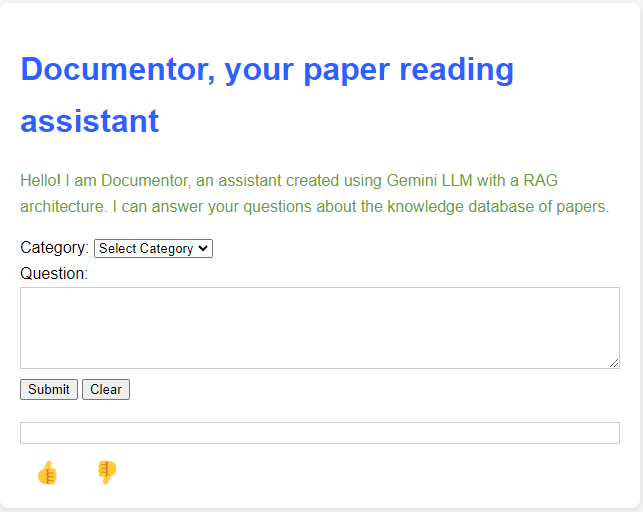 Documentor, your paper reading
assistant
Hello! I am Documentor, an assistant created using Gemini LLM with a RAG
architecture. I can answer your questions about the knowledge database of papers.
Category: Select Category
Question:
Submit Clear